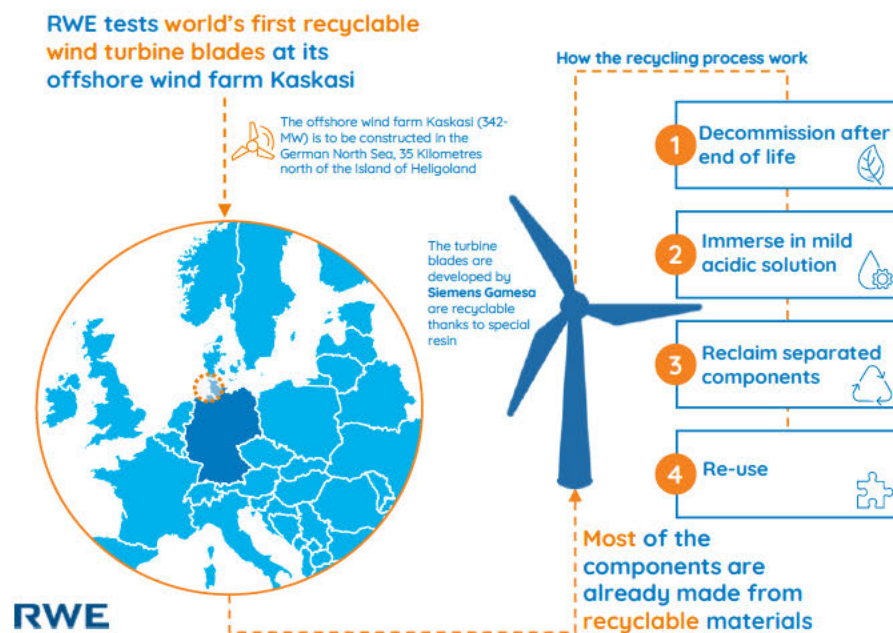 RWE tests world's first recyclable
wind turbine blades at its
offshore wind farm Kaskasi
The offshore wind farm Kaskasi (342-
MW) is to be constructed in the
German North Sea, 35 Kilometres
north of the Island of Heligoland
The turbine
blades are
developed by
Siemens Gamesa
are recyclable
thanks to special
resin
How the recycling process work
1
Decommission after
end of life
2
Immerse in mild
acidic solution
3
Reclaim separated
components
4
Re-use
Most of the
components are
already made from
recyclable materials
RWE